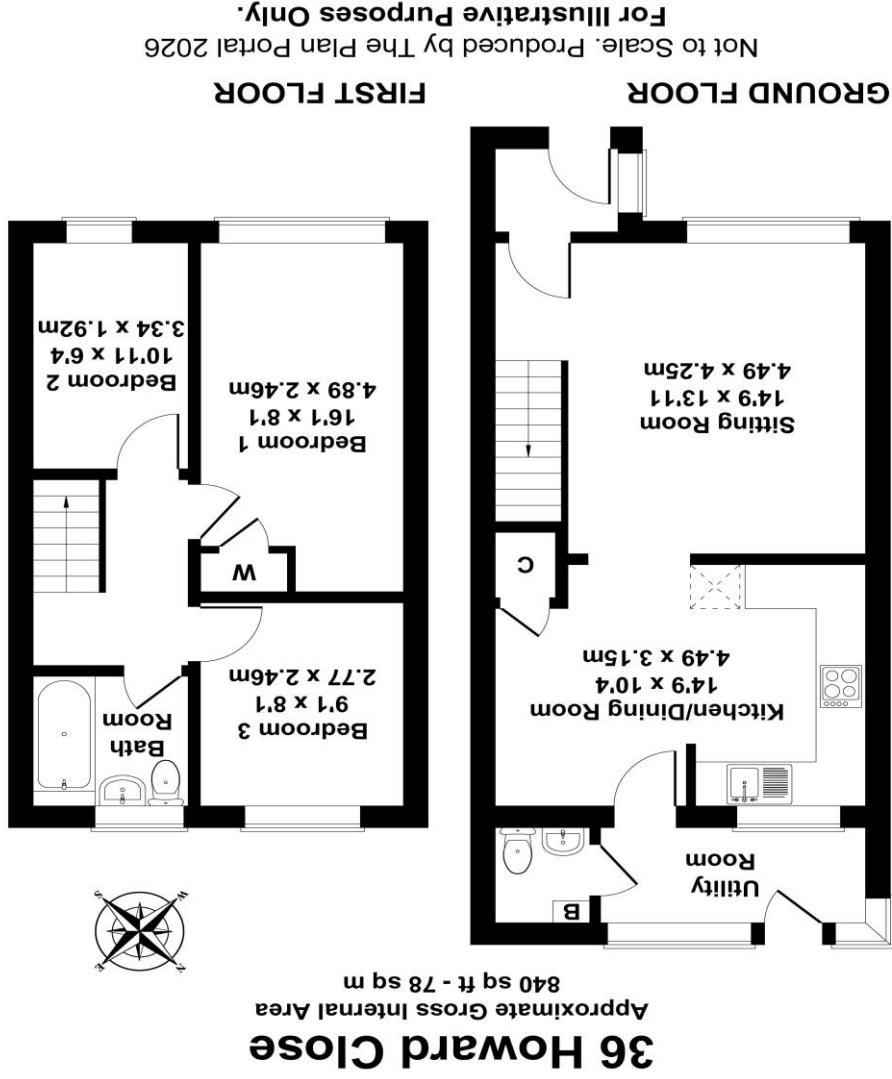 36 Howard Close
Approximate Gross Internal Area
840 sq ft - 78 sq m
Utility
Room
B
Kitchen/Dining Room
14'9 x 10'4
4.49 x 3.15m
C
Sitting Room
14'9 x 13'11
4.49 x 4.25m
GROUND FLOOR
N
E
S
W
Bath
Room
Bedroom 3
9'1 x 8'1
2.77 x 2.46m
W
Bedroom 1
16'1 x 8'1
4.89 x 2.46m
Bedroom 2
10'11 x 6'4
3.34 x 1.92m
FIRST FLOOR
Not to Scale. Produced by The Plan Portal 2026
For Illustrative Purposes Only.